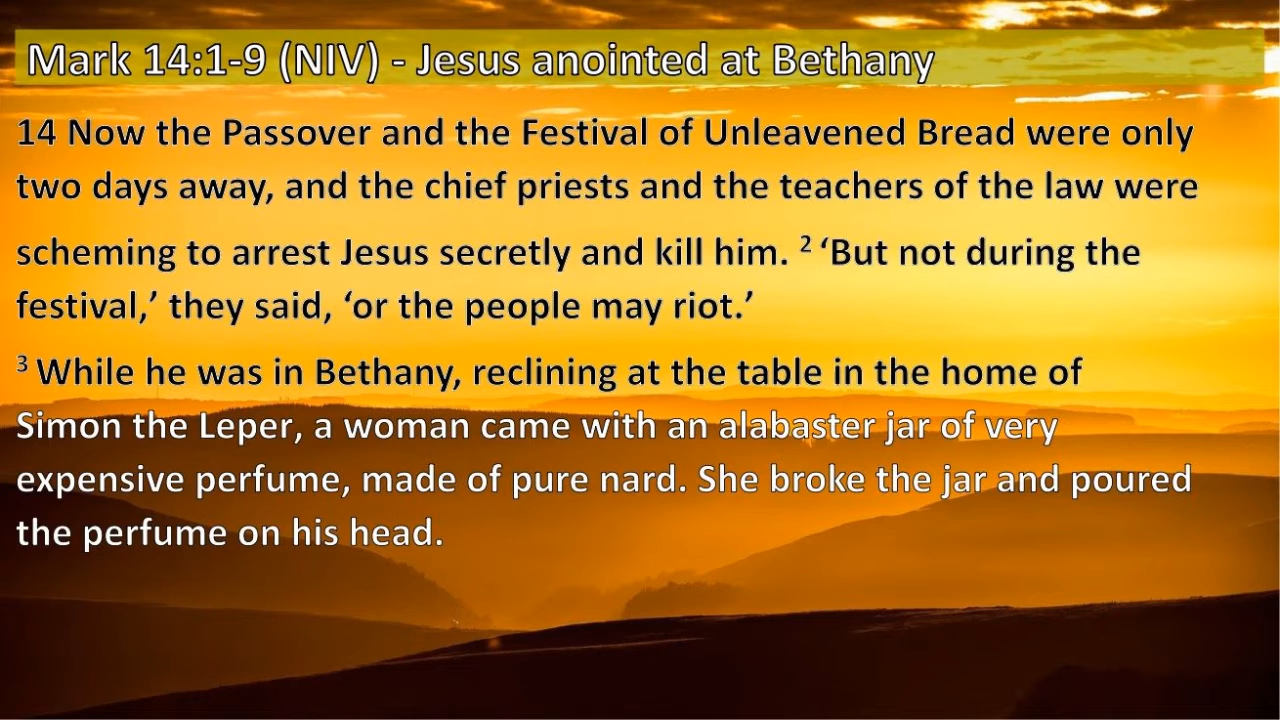 Mark 14:1-9 (NIV) - Jesus anointed at Bethany
14 Now the Passover and the Festival of Unleavened Bread were only
two days away, and the chief priests and the teachers of the law were
scheming to arrest Jesus secretly and kill him. 2 ‘But not during the
festival,’ they said, ‘or the people may riot.’
3 While he was in Bethany, reclining at the table in the home of
Simon the Leper, a woman came with an alabaster jar of very
expensive perfume, made of pure nard. She broke the jar and poured
the perfume on his head.